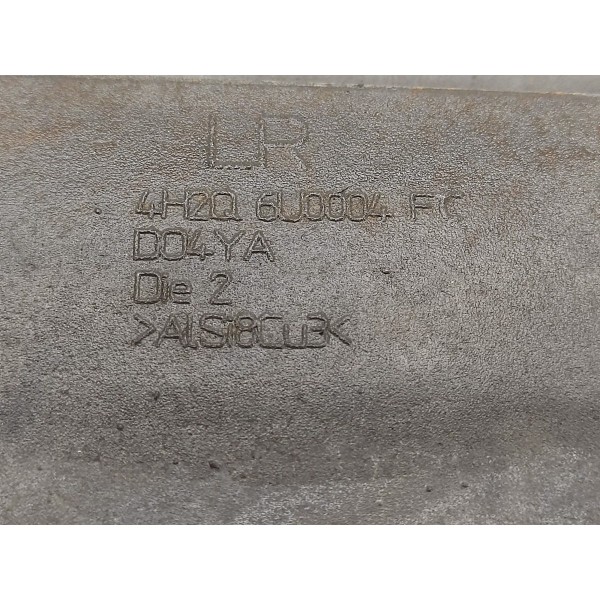 LR
4H2Q 6U0004 FC
D04YA
Die 2
>AlSi8Cu3<